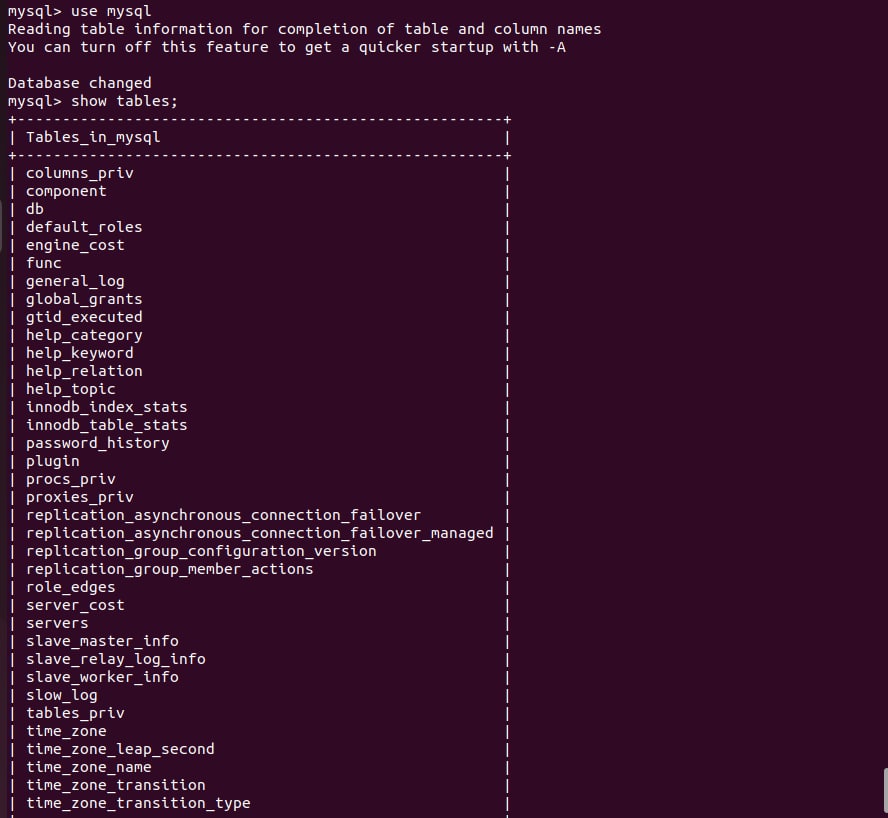 mysql> use mysql
Reading table information for completion of table and column names
You can turn off this feature to get a quicker startup with -A
Database changed
mysql> show tables;
+------------------------------------------------------+
| Tables_in_mysql                                      |
+------------------------------------------------------+
| columns_priv                                         |
| component                                            |
| db                                                   |
| default_roles                                        |
| engine_cost                                          |
| func                                                 |
| general_log                                          |
| global_grants                                        |
| gtid_executed                                        |
| help_category                                        |
| help_keyword                                         |
| help_relation                                        |
| help_topic                                           |
| innodb_index_stats                                   |
| innodb_table_stats                                   |
| password_history                                     |
| plugin                                               |
| procs_priv                                           |
| proxies_priv                                         |
| replication_asynchronous_connection_failover         |
| replication_asynchronous_connection_failover_managed |
| replication_group_configuration_version              |
| replication_group_member_actions                     |
| role_edges                                           |
| server_cost                                          |
| servers                                              |
| slave_master_info                                    |
| slave_relay_log_info                                 |
| slave_worker_info                                    |
| slow_log                                             |
| tables_priv                                          |
| time_zone                                            |
| time_zone_leap_second                                |
| time_zone_name                                       |
| time_zone_transition                                 |
| time_zone_transition_type                            |